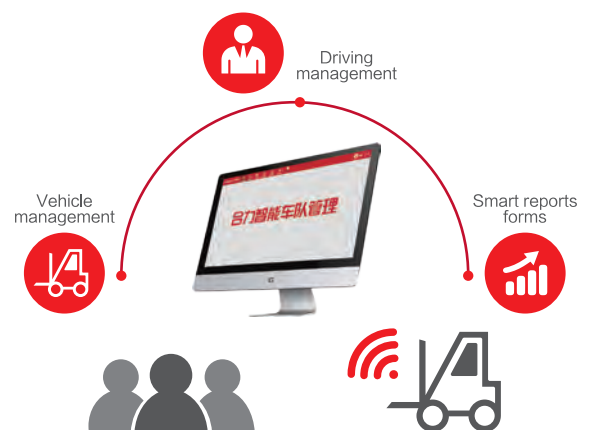 Driving
management
Vehicle
management
Smart reports
forms
合力智能车队管理